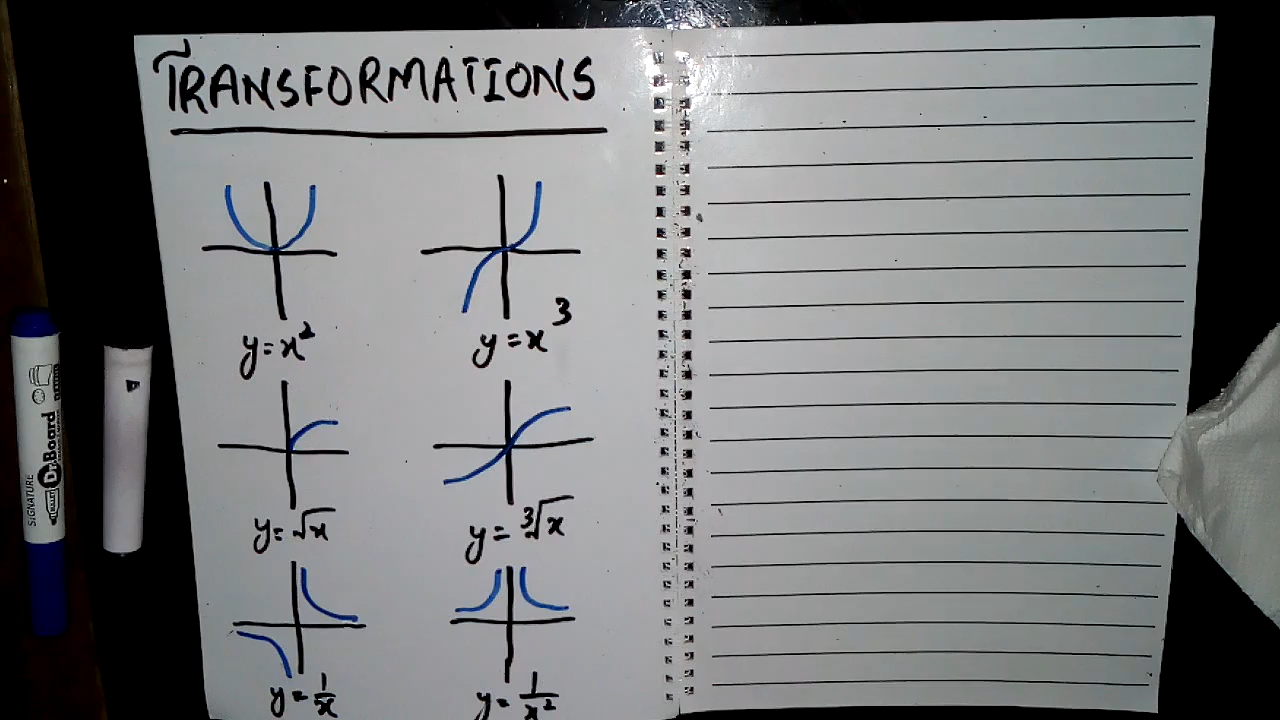 TRANSFORMATIONS
y=x²
y=x³
y=√x
y=∛x
y=1/x
y=1/x²
SIGNATURE
Dr.Board